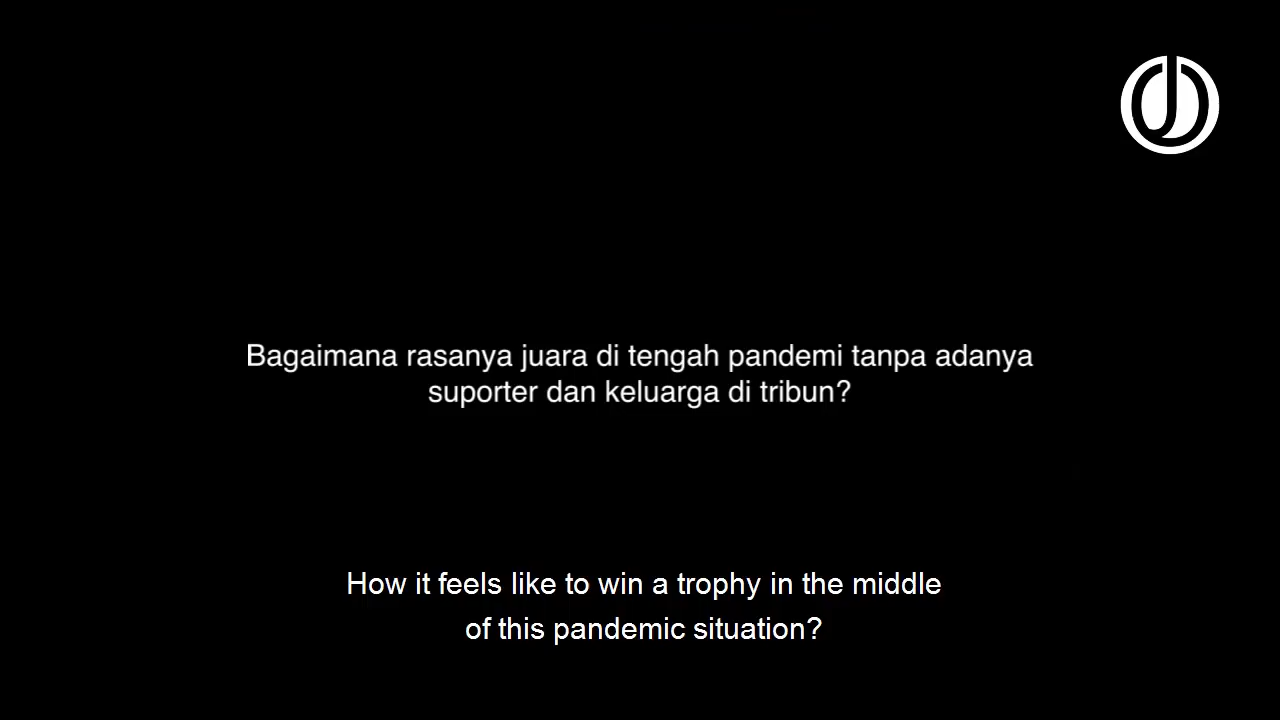 Bagaimana rasanya juara di tengah pandemi tanpa adanya
suporter dan keluarga di tribun?
How it feels like to win a trophy in the middle
of this pandemic situation?